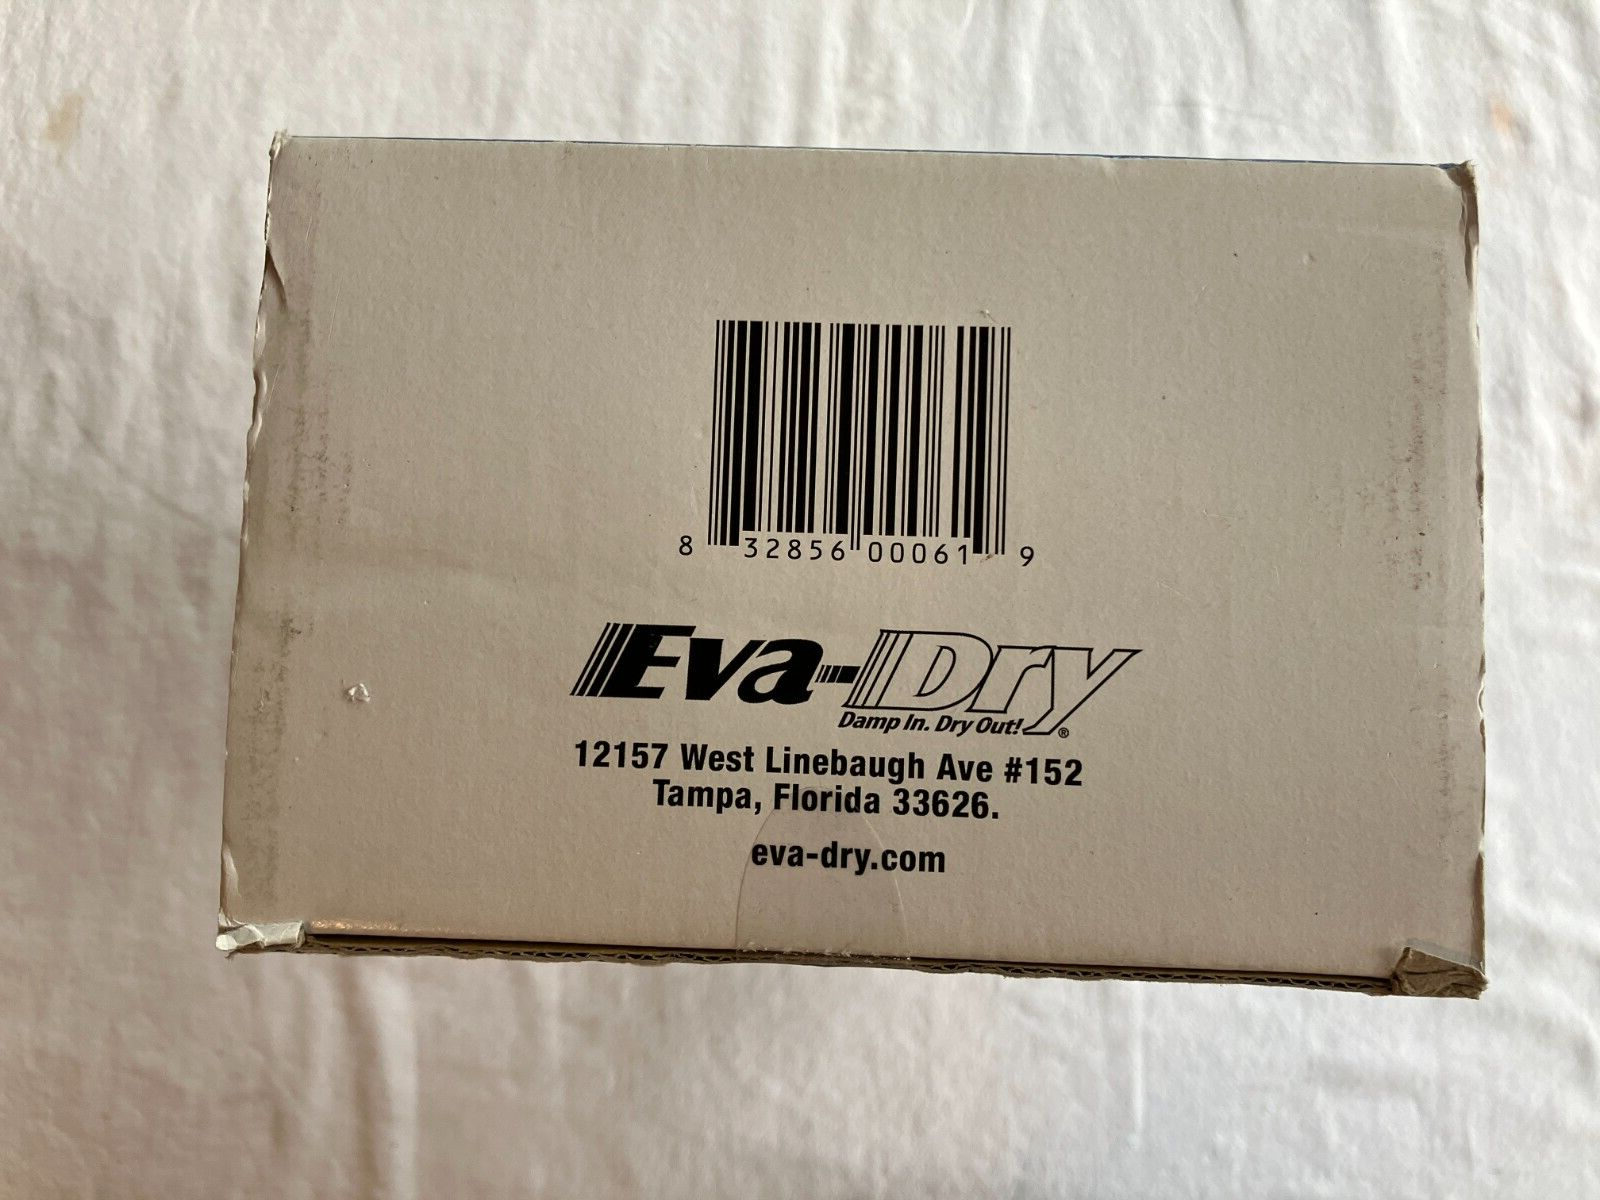 8 32856 00061 9
Eva-Dry
Damp In. Dry Out!®
12157 West Linebaugh Ave #152
Tampa, Florida 33626.
eva-dry.com